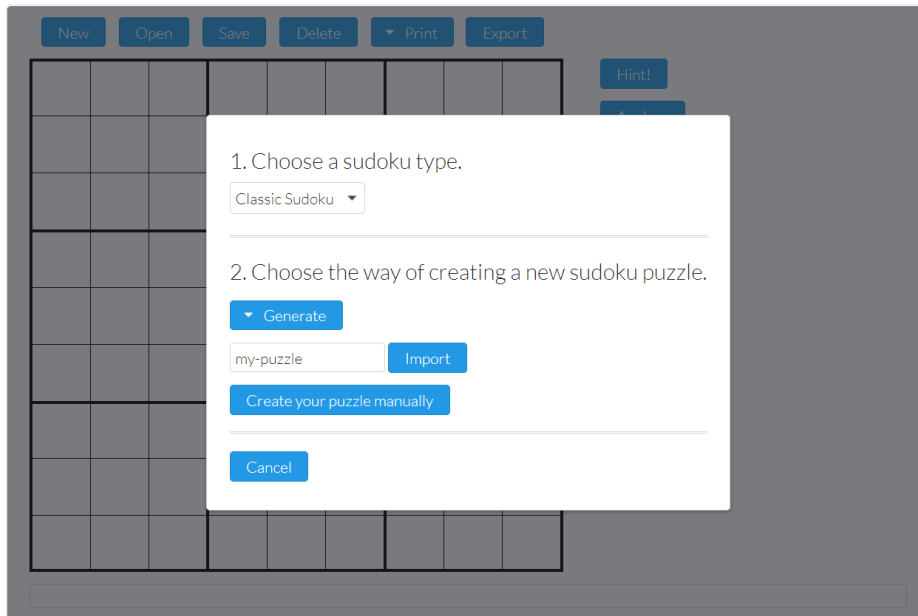 New Open Save Delete Print Export
Hint!
1. Choose a sudoku type.
Classic Sudoku
2. Choose the way of creating a new sudoku puzzle.
Generate
my-puzzle Import
Create your puzzle manually
Cancel